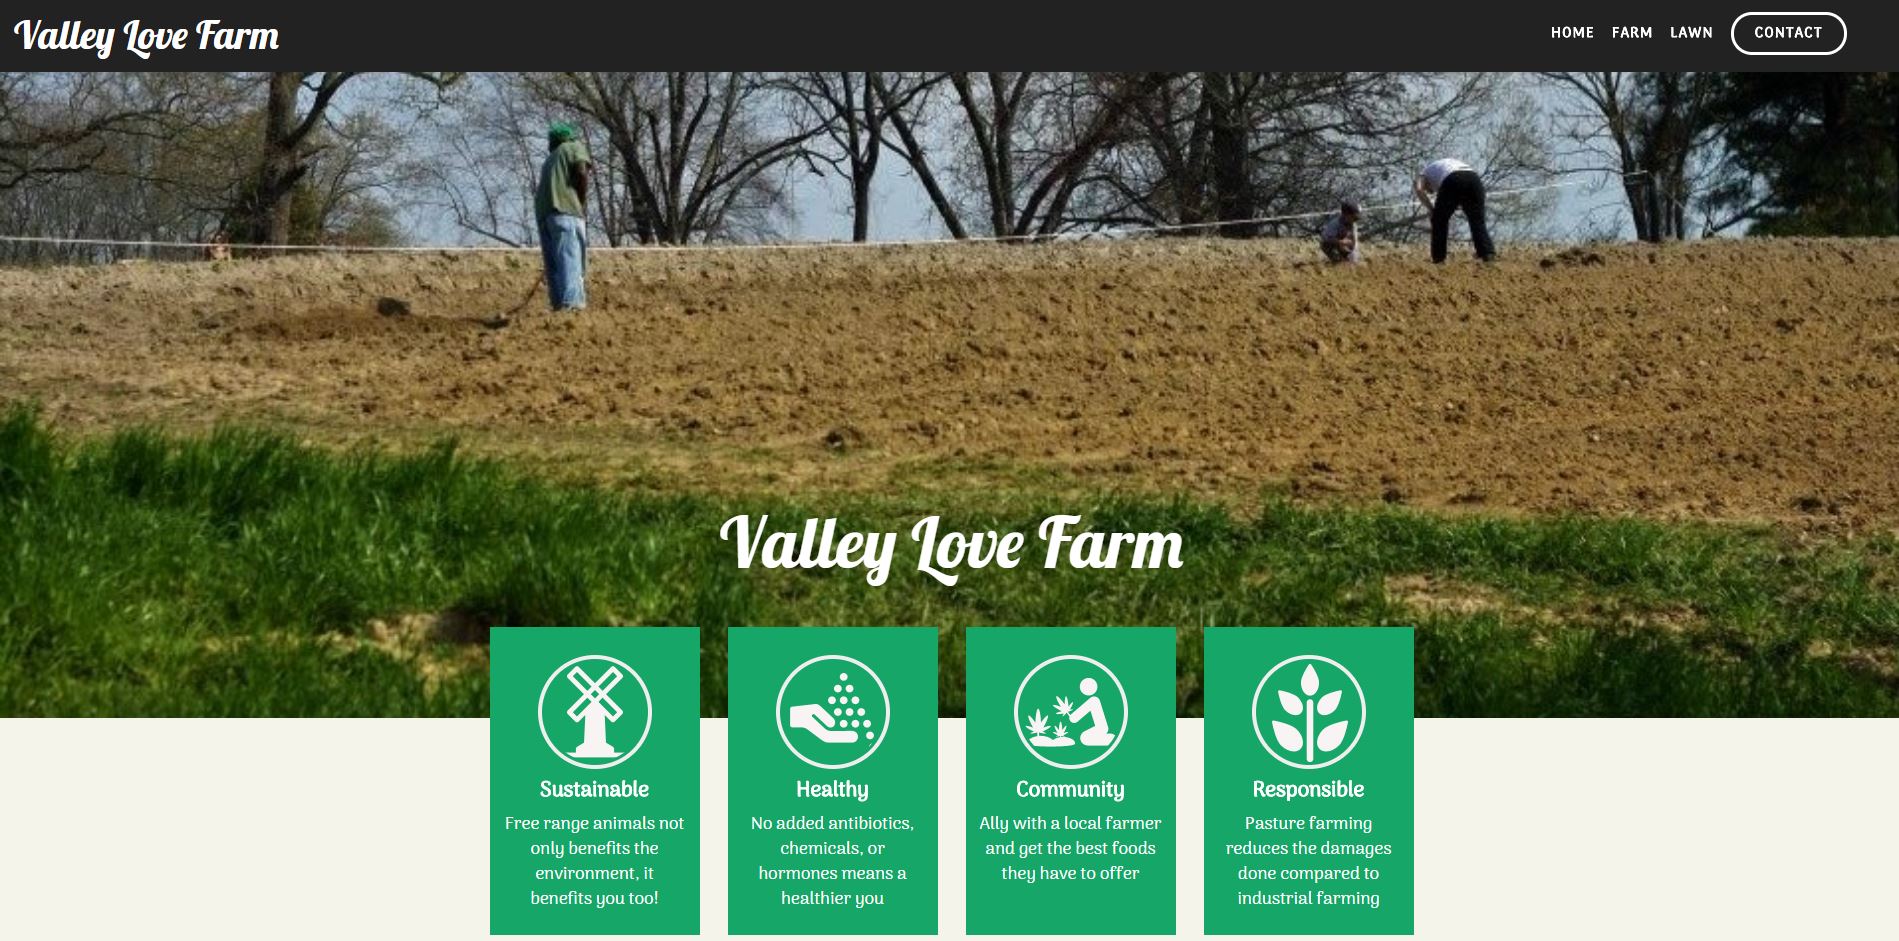 Valley Love Farm
HOME FARM LAWN CONTACT
Valley Love Farm
Sustainable
Free range animals not
only benefits the
environment, it
benefits you too!
Healthy
No added antibiotics,
chemicals, or
hormones means a
healthier you
Community
Ally with a local farmer
and get the best foods
they have to offer
Responsible
Pasture farming
reduces the damages
done compared to
industrial farming